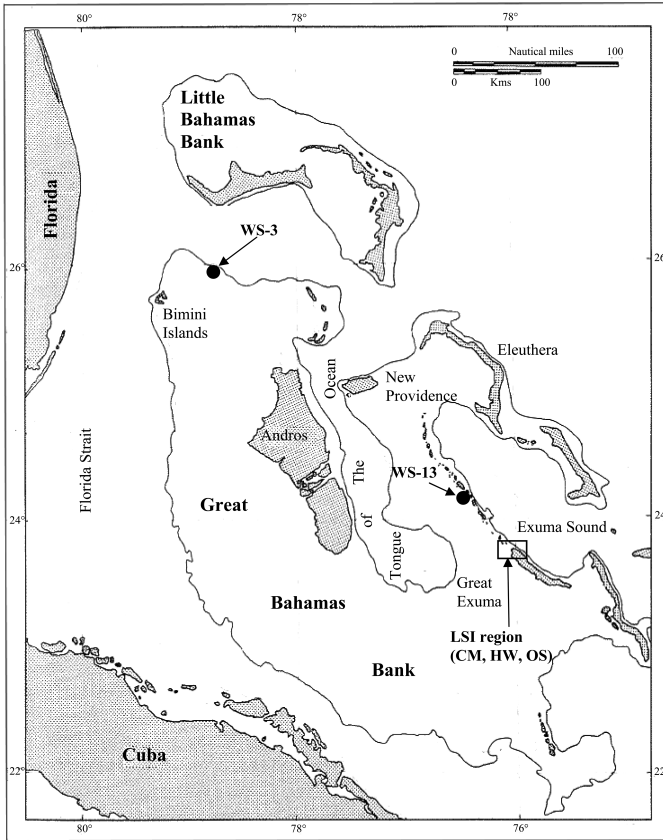 80°
78°
78°
0 Nautical miles 100
0 Kms 100
Little
Bahamas
Bank
Florida
WS-3
26°
26°
Bimini
Islands
Eleuthera
Ocean
New
Providence
Andros
The
WS-13
Florida Strait
Great
of
Exuma Sound
24°
24
Tongue
Great
Exuma
Bahamas
LSI region
(CM, HW, OS)
Bank
Cuba
22°
22
80°
78°
76°